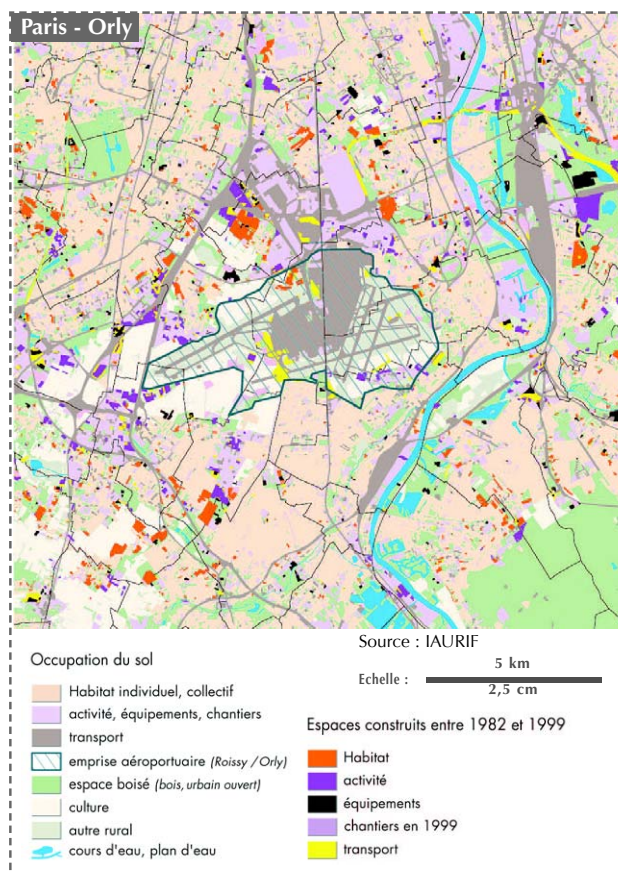 Paris - Orly
Source : IAURIF
Echelle :
5 km
2,5 cm
Occupation du sol
Habitat individuel, collectif
activité, équipements, chantiers
transport
emprise aéroportuaire (Roissy / Orly)
espace boisé (bois, urbain ouvert)
culture
autre rural
cours d'eau, plan d'eau
Espaces construits entre 1982 et 1999
Habitat
activité
équipements
chantiers en 1999
transport